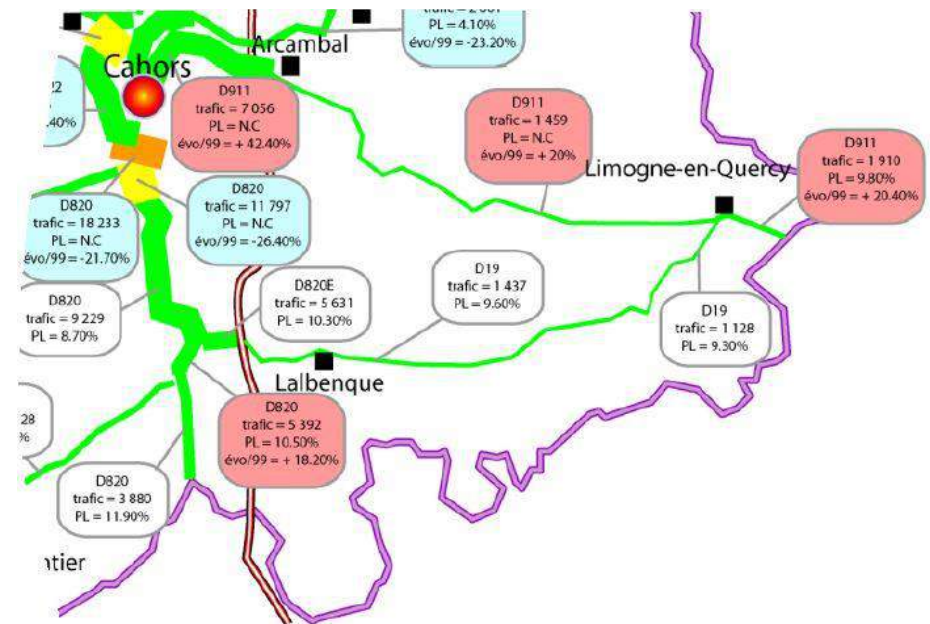 PL = 4.10%
évo/99 = -23.20%
Arcambal
Cahors
D911
trafic = 7 056
PL = N.C
évo/99 = + 42.40%
D911
trafic = 1 459
PL = N.C
évo/99 = + 20%
Limogne-en-Quercy
D911
trafic = 1 910
PL = 9.80%
évo/99 = + 20.40%
.40%
D820
trafic = 18 233
PL = N.C
évo/99 = -21.70%
D820
trafic = 11 797
PL = N.C
évo/99 = -26.40%
D820
trafic = 9 229
PL = 8.70%
D820E
trafic = 5 631
PL = 10.30%
D19
trafic = 1 437
PL = 9.60%
D19
trafic = 1 128
PL = 9.30%
Lalbenque
D820
trafic = 5 392
PL = 10.50%
évo/99 = + 18.20%
28
%
D820
trafic = 3 880
PL = 11.90%
ntier